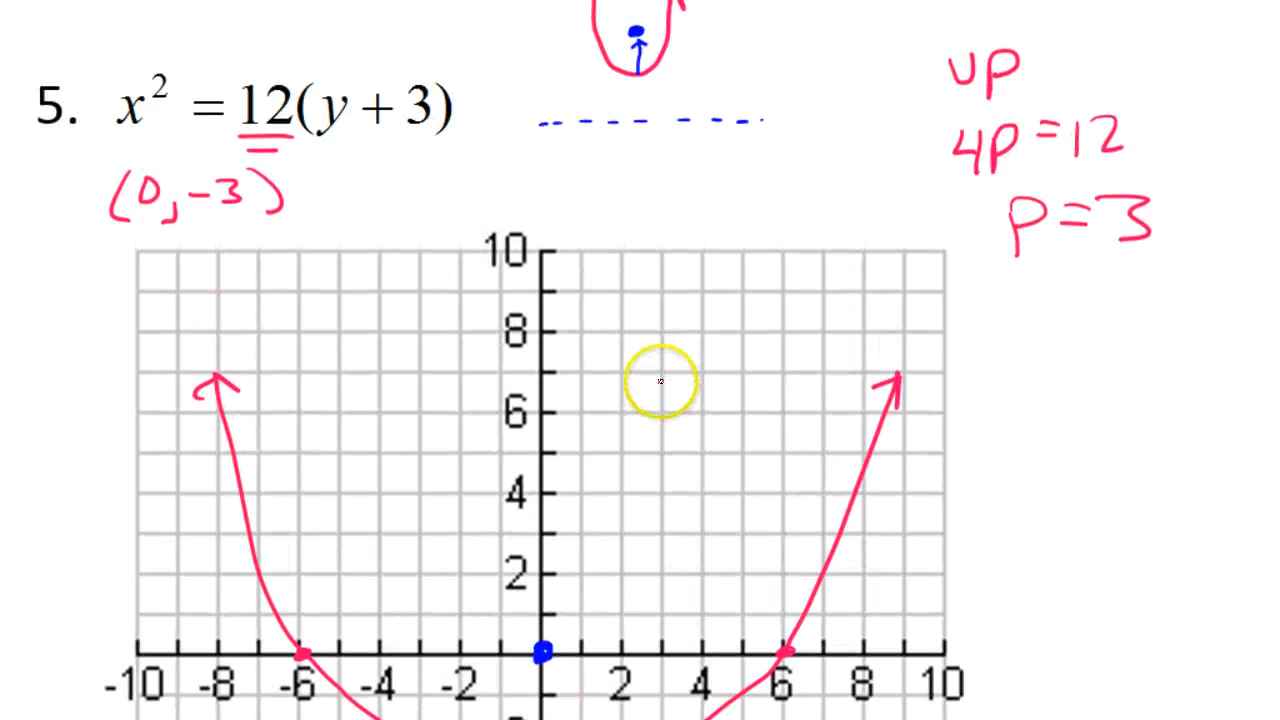 5. x² = 12(y + 3)
(0, -3)
up
4p = 12
p = 3
10
8
6
4
2
-10 -8 -6 -4 -2 2 4 6 8 10